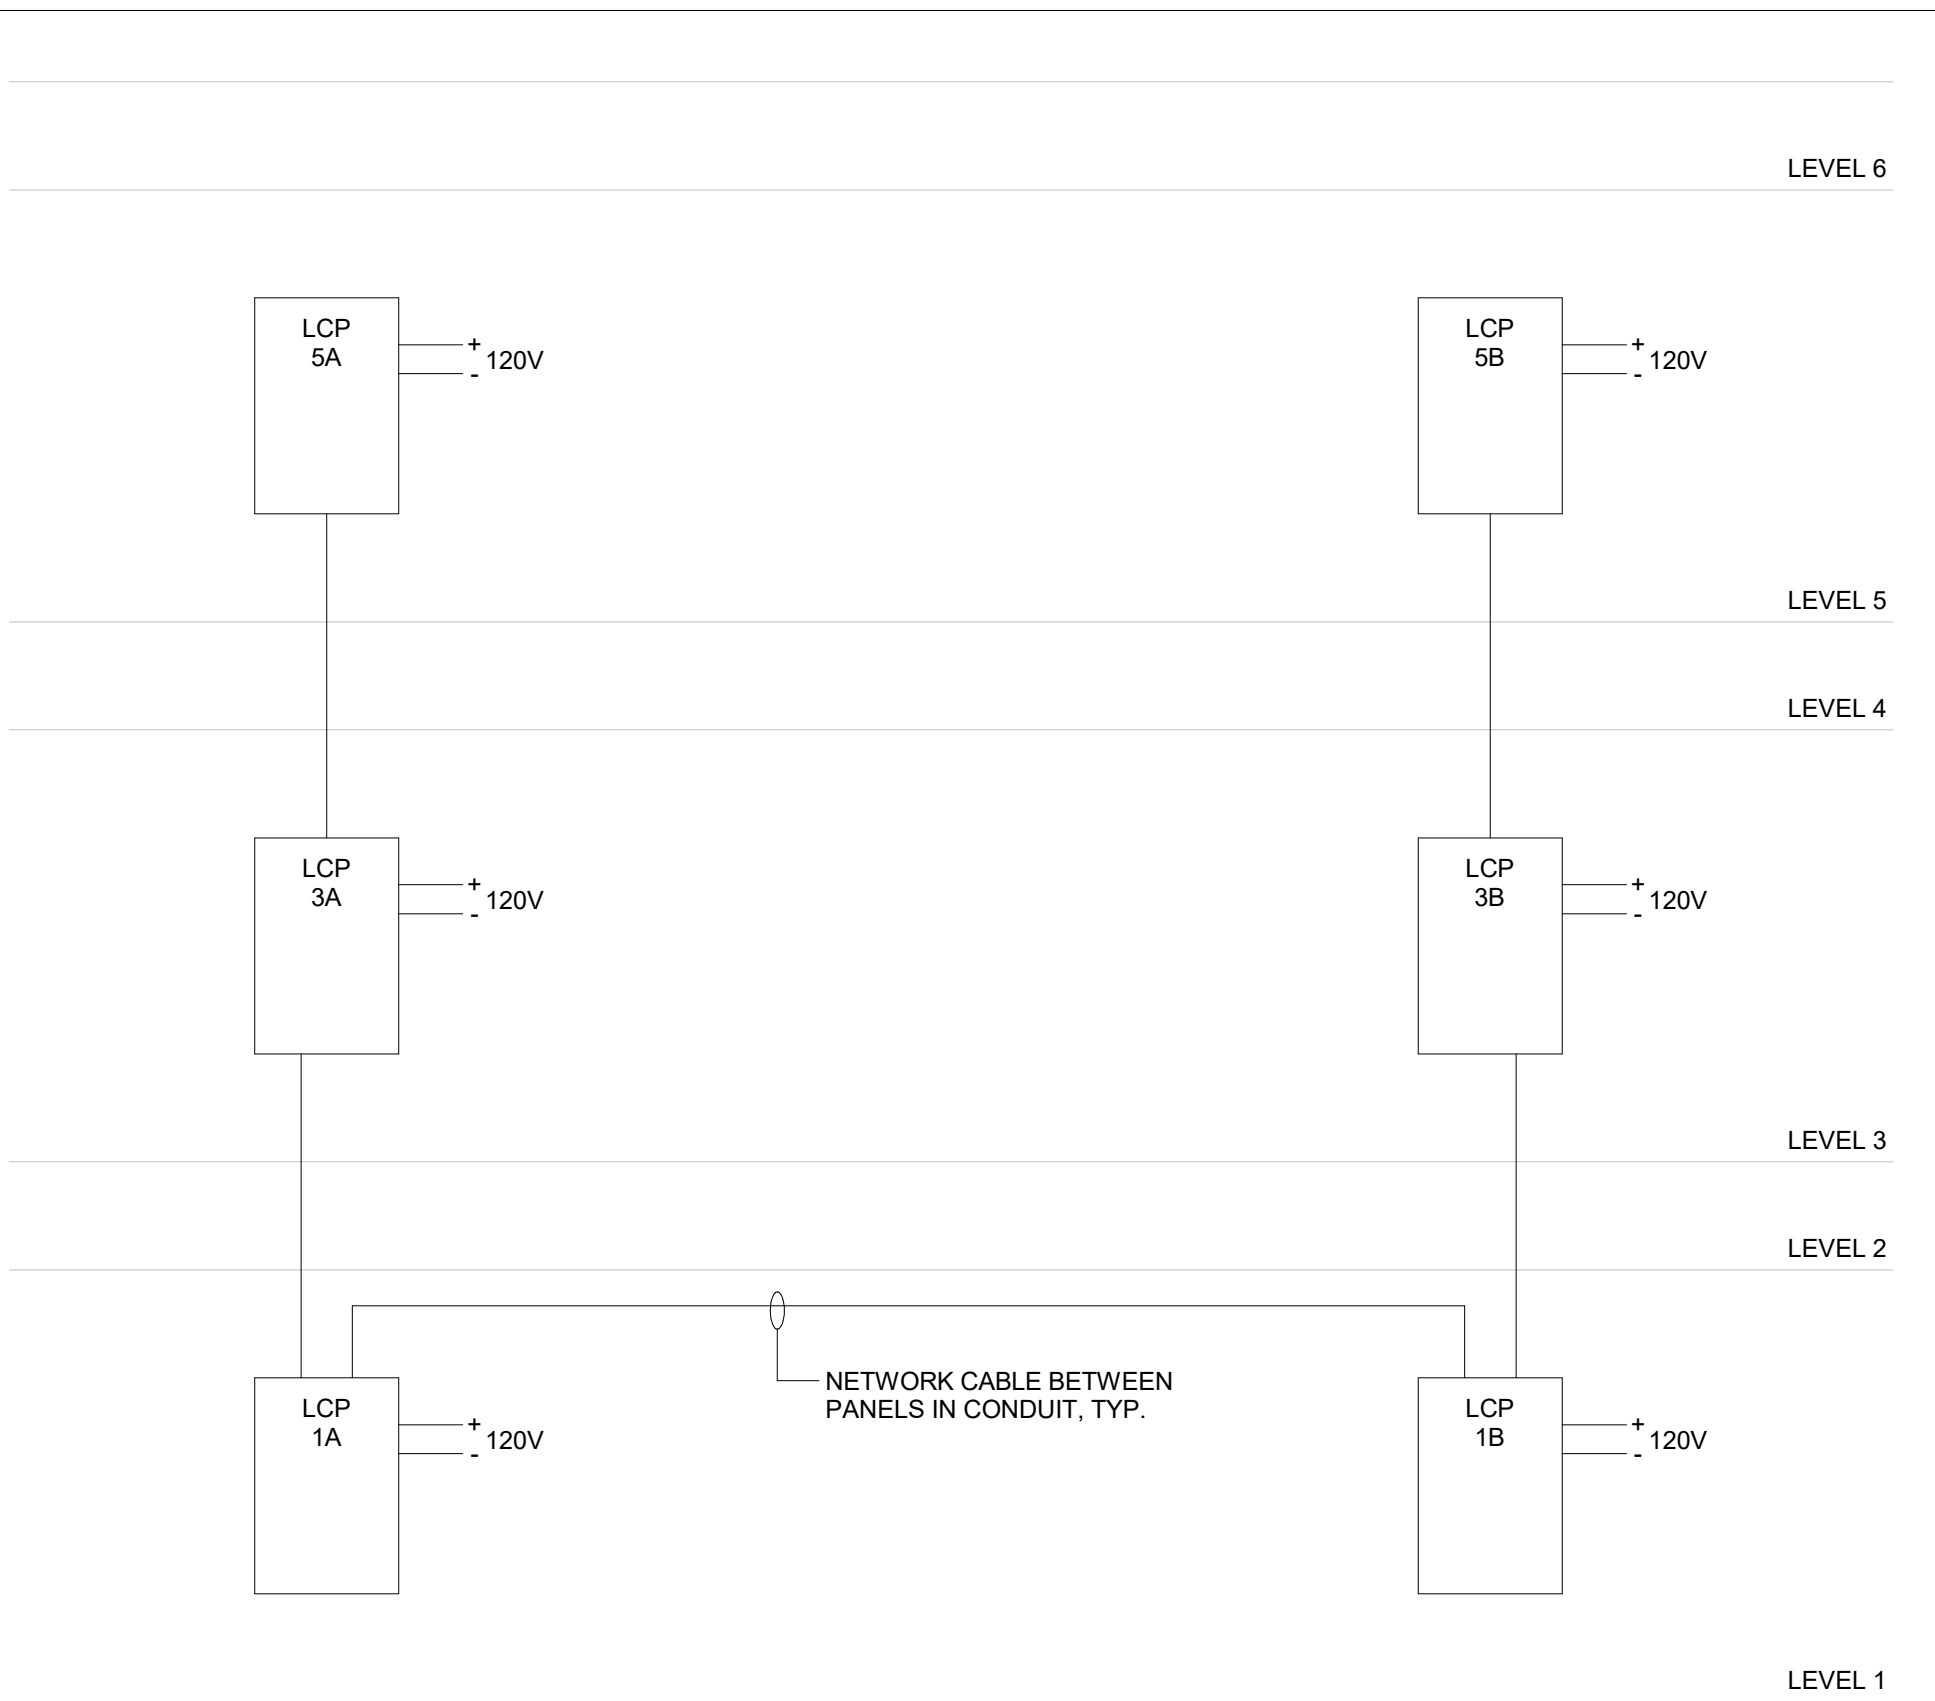 LEVEL 6
LCP
5A
+
-
120V
LCP
5B
+
-
120V
LEVEL 5
LEVEL 4
LCP
3A
+
-
120V
LCP
3B
+
-
120V
LEVEL 3
LEVEL 2
NETWORK CABLE BETWEEN
PANELS IN CONDUIT, TYP.
LCP
1A
+
-
120V
LCP
1B
+
-
120V
LEVEL 1